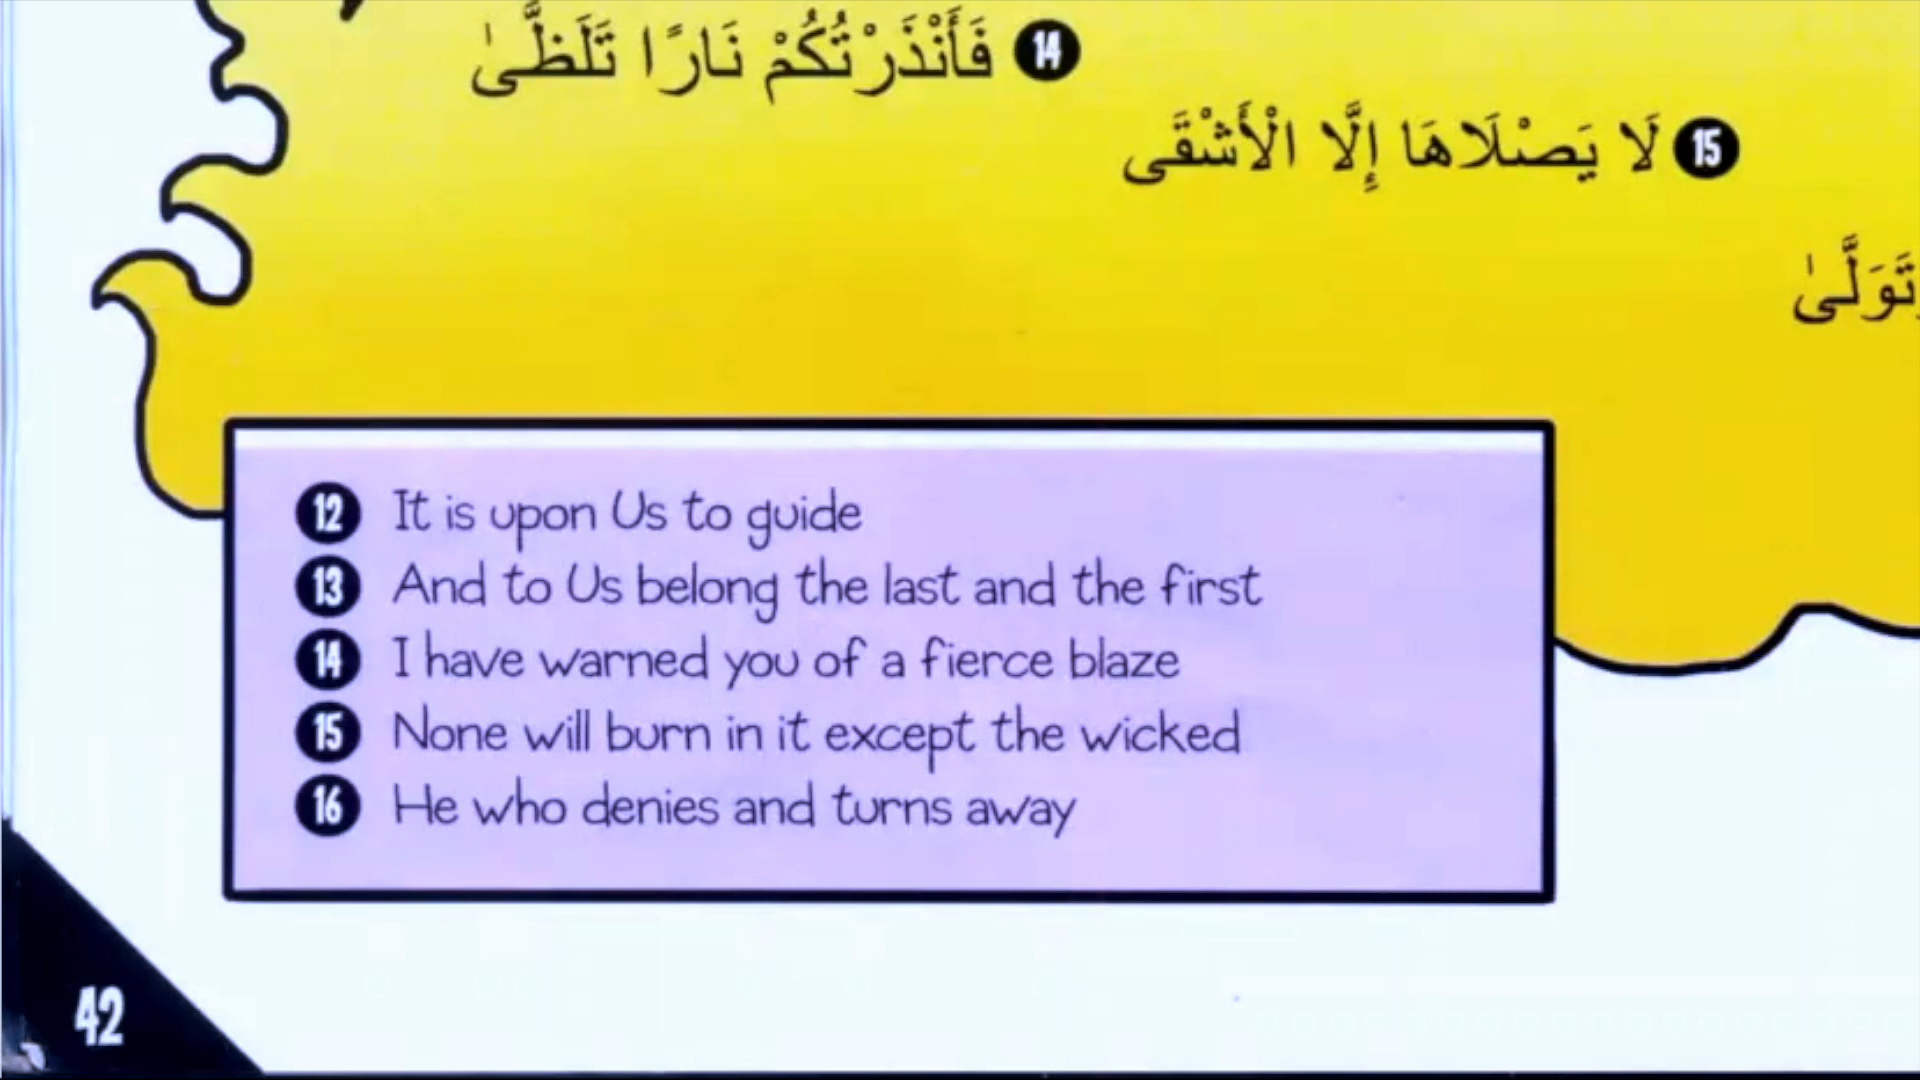 14 فَأَنْذَرْتُكُمْ نَارًا تَلَظَّىٰ
15 لَا يَصْلَاهَا إِلَّا الْأَشْقَى
تَوَلَّىٰ
12 It is upon Us to guide
13 And to Us belong the last and the first
14 I have warned you of a fierce blaze
15 None will burn in it except the wicked
16 He who denies and turns away
42